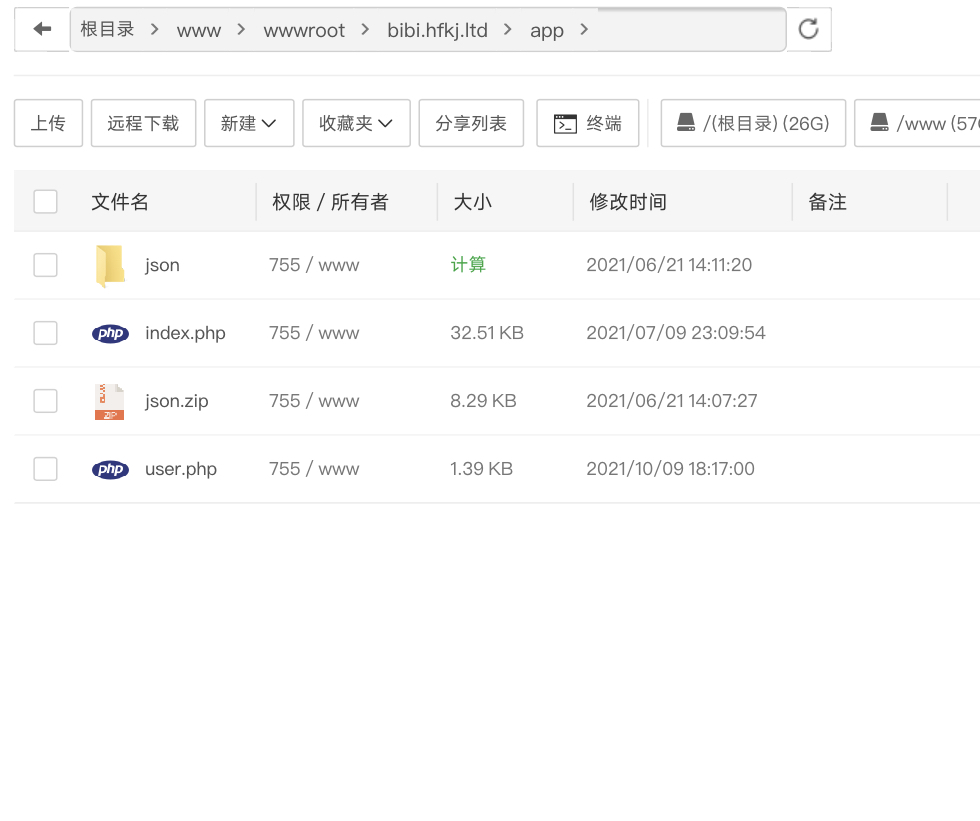 根目录 > www > wwwroot > bibi.hfkj.ltd > app >
上传 远程下载 新建 收藏夹 分享列表 终端 /(根目录) (26G) /www (57
文件名 权限 / 所有者 大小 修改时间 备注
json 755 / www 计算 2021/06/21 14:11:20
php index.php 755 / www 32.51 KB 2021/07/09 23:09:54
ZIP json.zip 755 / www 8.29 KB 2021/06/21 14:07:27
php user.php 755 / www 1.39 KB 2021/10/09 18:17:00